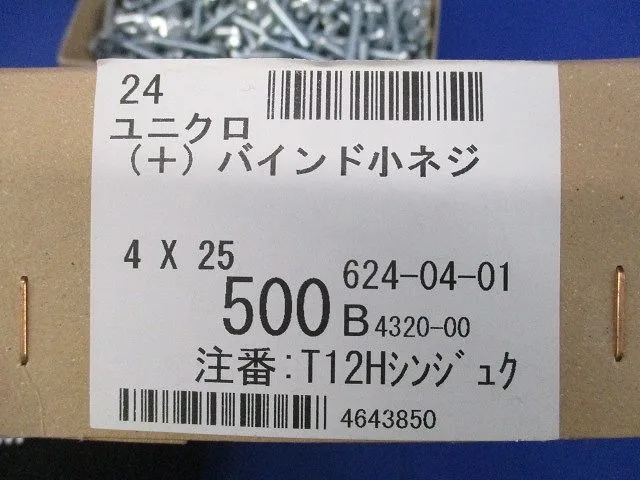 24
ユニクロ
(+) バインド小ネジ
4 X 25
624-04-01
500 B 4320-00
注番:T12Hｼﾝｼﾞｭｸ
4643850